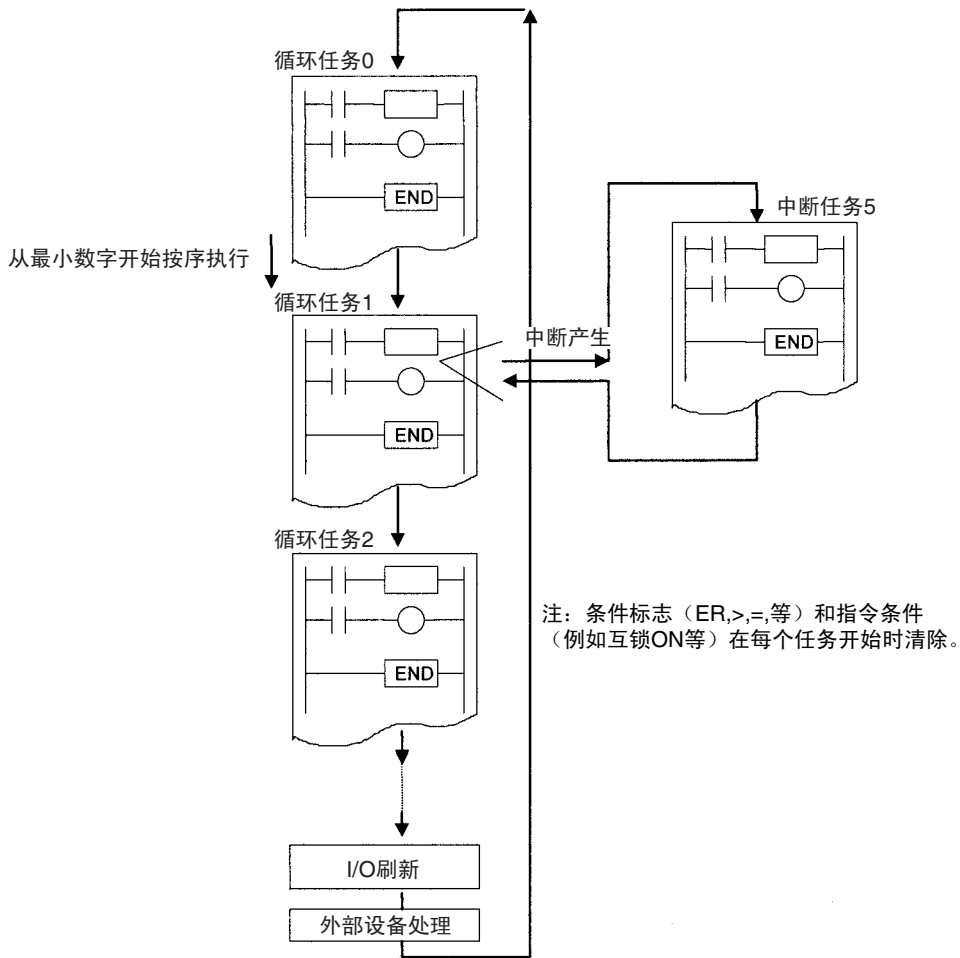 循环任务0
END
中断任务5
END
从最小数字开始按序执行
循环任务1
中断产生
END
循环任务2
END
注：条件标志（ER,>,=,等）和指令条件
（例如互锁ON等）在每个任务开始时清除。
I/O刷新
外部设备处理